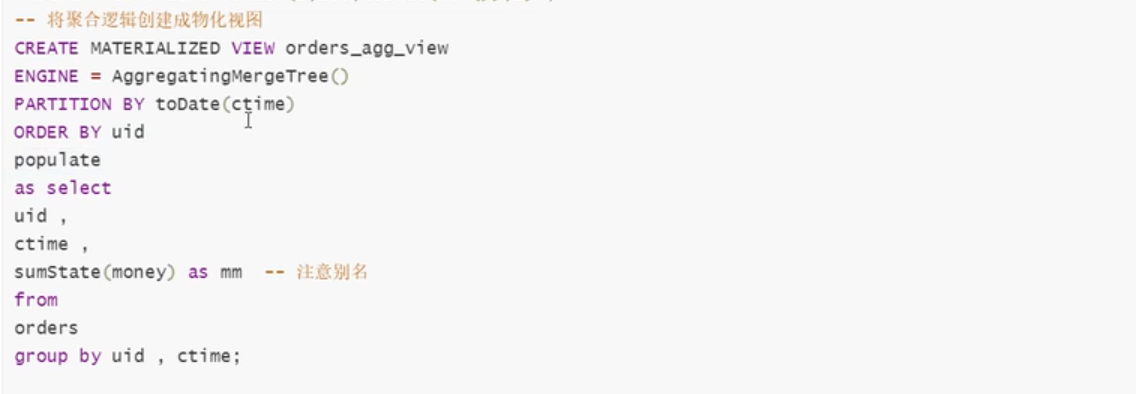 -- 将聚合逻辑创建成物化视图
CREATE MATERIALIZED VIEW orders_agg_view
ENGINE = AggregatingMergeTree()
PARTITION BY toDate(ctime)
ORDER BY uid
populate
as select
uid ,
ctime ,
sumState(money) as mm  -- 注意别名
from
orders
group by uid , ctime;